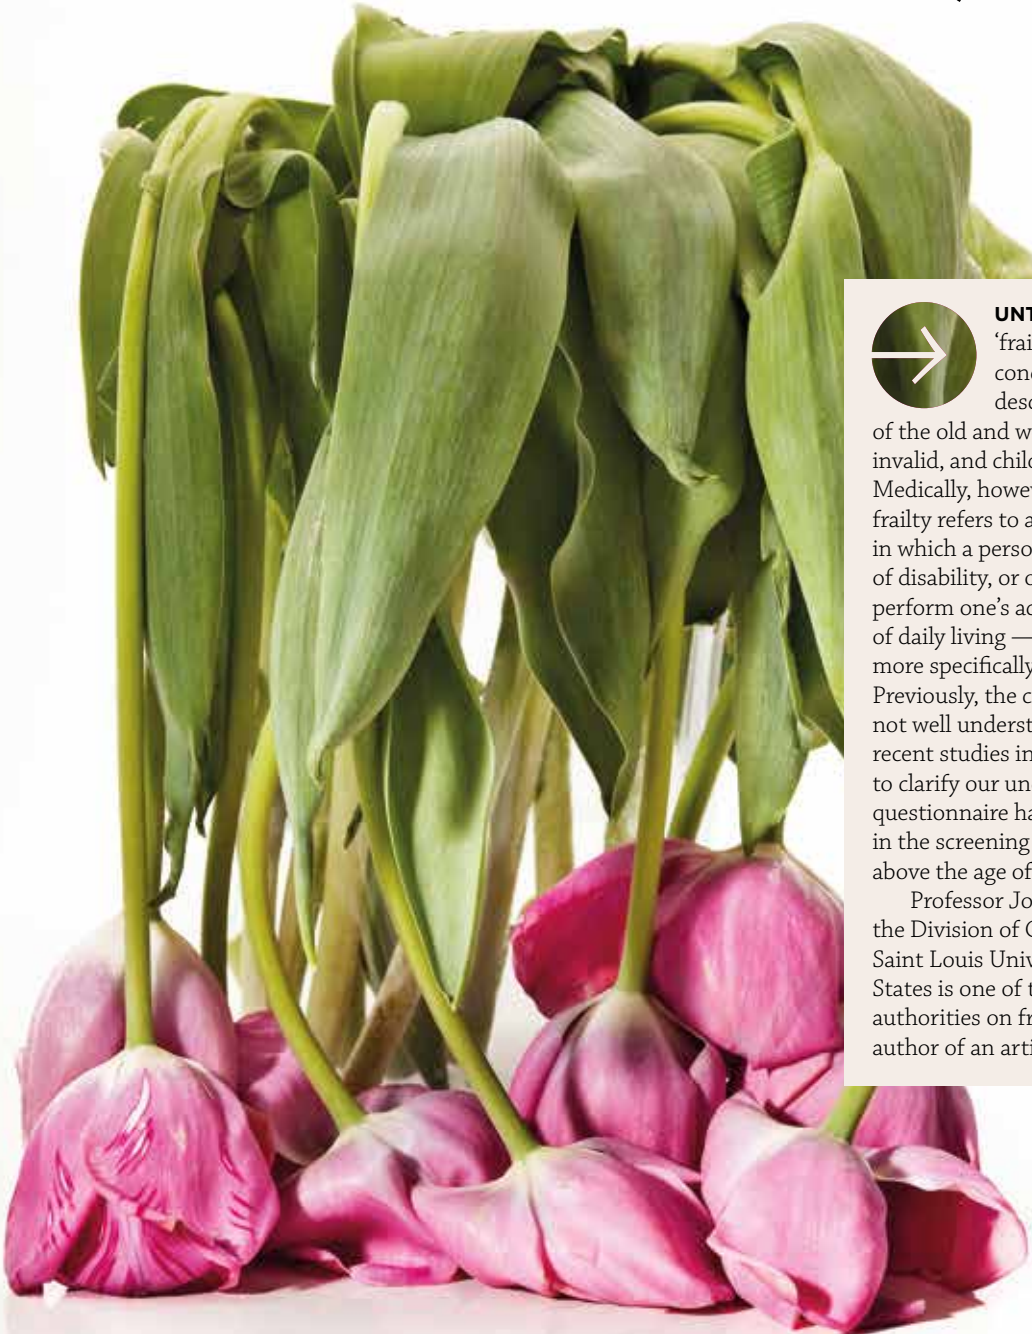 UNT
‘frai
conc
desc
of the old and w
invalid, and chil
Medically, howe
frailty refers to a
in which a perso
of disability, or
perform one’s ac
of daily living —
more specifically
Previously, the c
not well underst
recent studies in
to clarify our un
questionnaire ha
in the screening
above the age of
Professor Jo
the Division of
Saint Louis Univ
States is one of t
authorities on fr
author of an arti